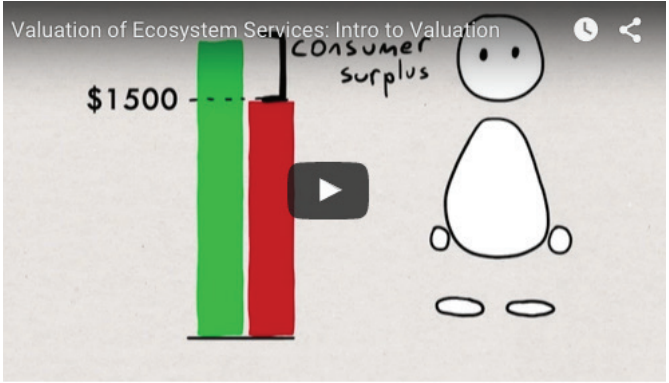 Valuation of Ecosystem Services: Intro to Valuation
consumer
surplus
$1500